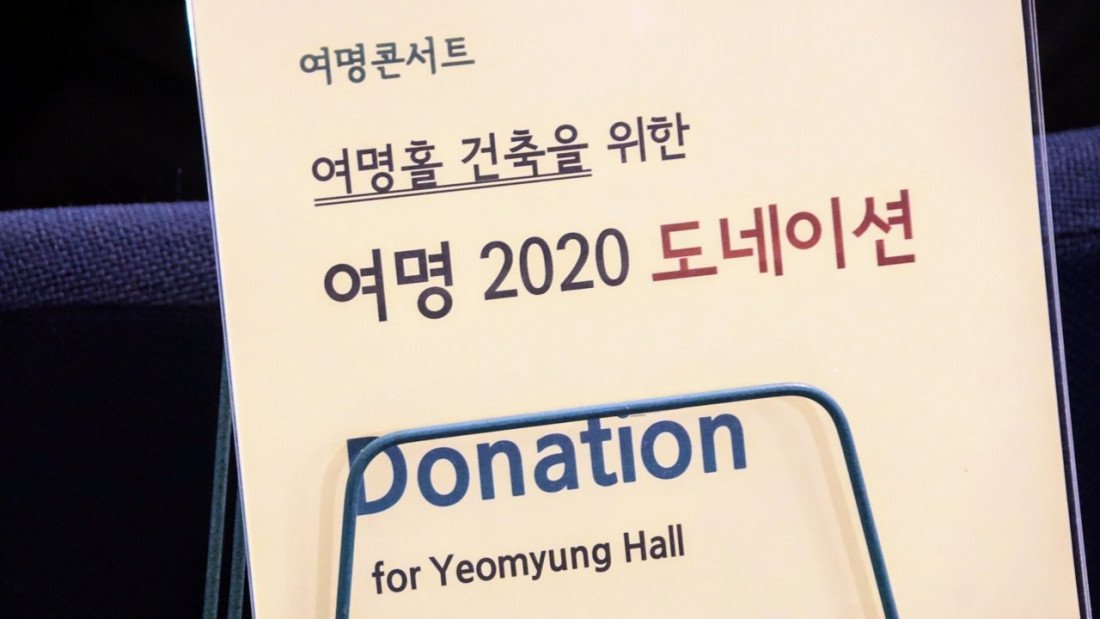 여명콘서트
여명홀 건축을 위한
여명 2020 도네이션
Donation
for Yeomyung Hall